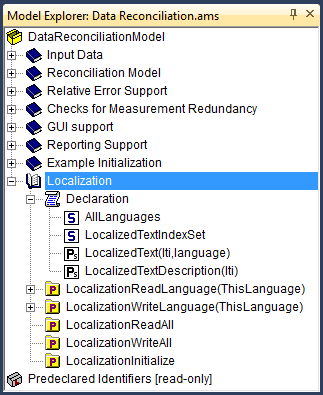 Model Explorer: Data Reconciliation.ams
DataReconciliationModel
Input Data
Reconciliation Model
Relative Error Support
Checks for Measurement Redundancy
GUI support
Reporting Support
Example Initialization
Localization
Declaration
S AllLanguages
S LocalizedTextIndexSet
Ps LocalizedText(lti,language)
Ps LocalizedTextDescription(lti)
P LocalizationReadLanguage(ThisLanguage)
P LocalizationWriteLanguage(ThisLanguage)
P LocalizationReadAll
P LocalizationWriteAll
P LocalizationInitialize
Predeclared Identifiers [read-only]